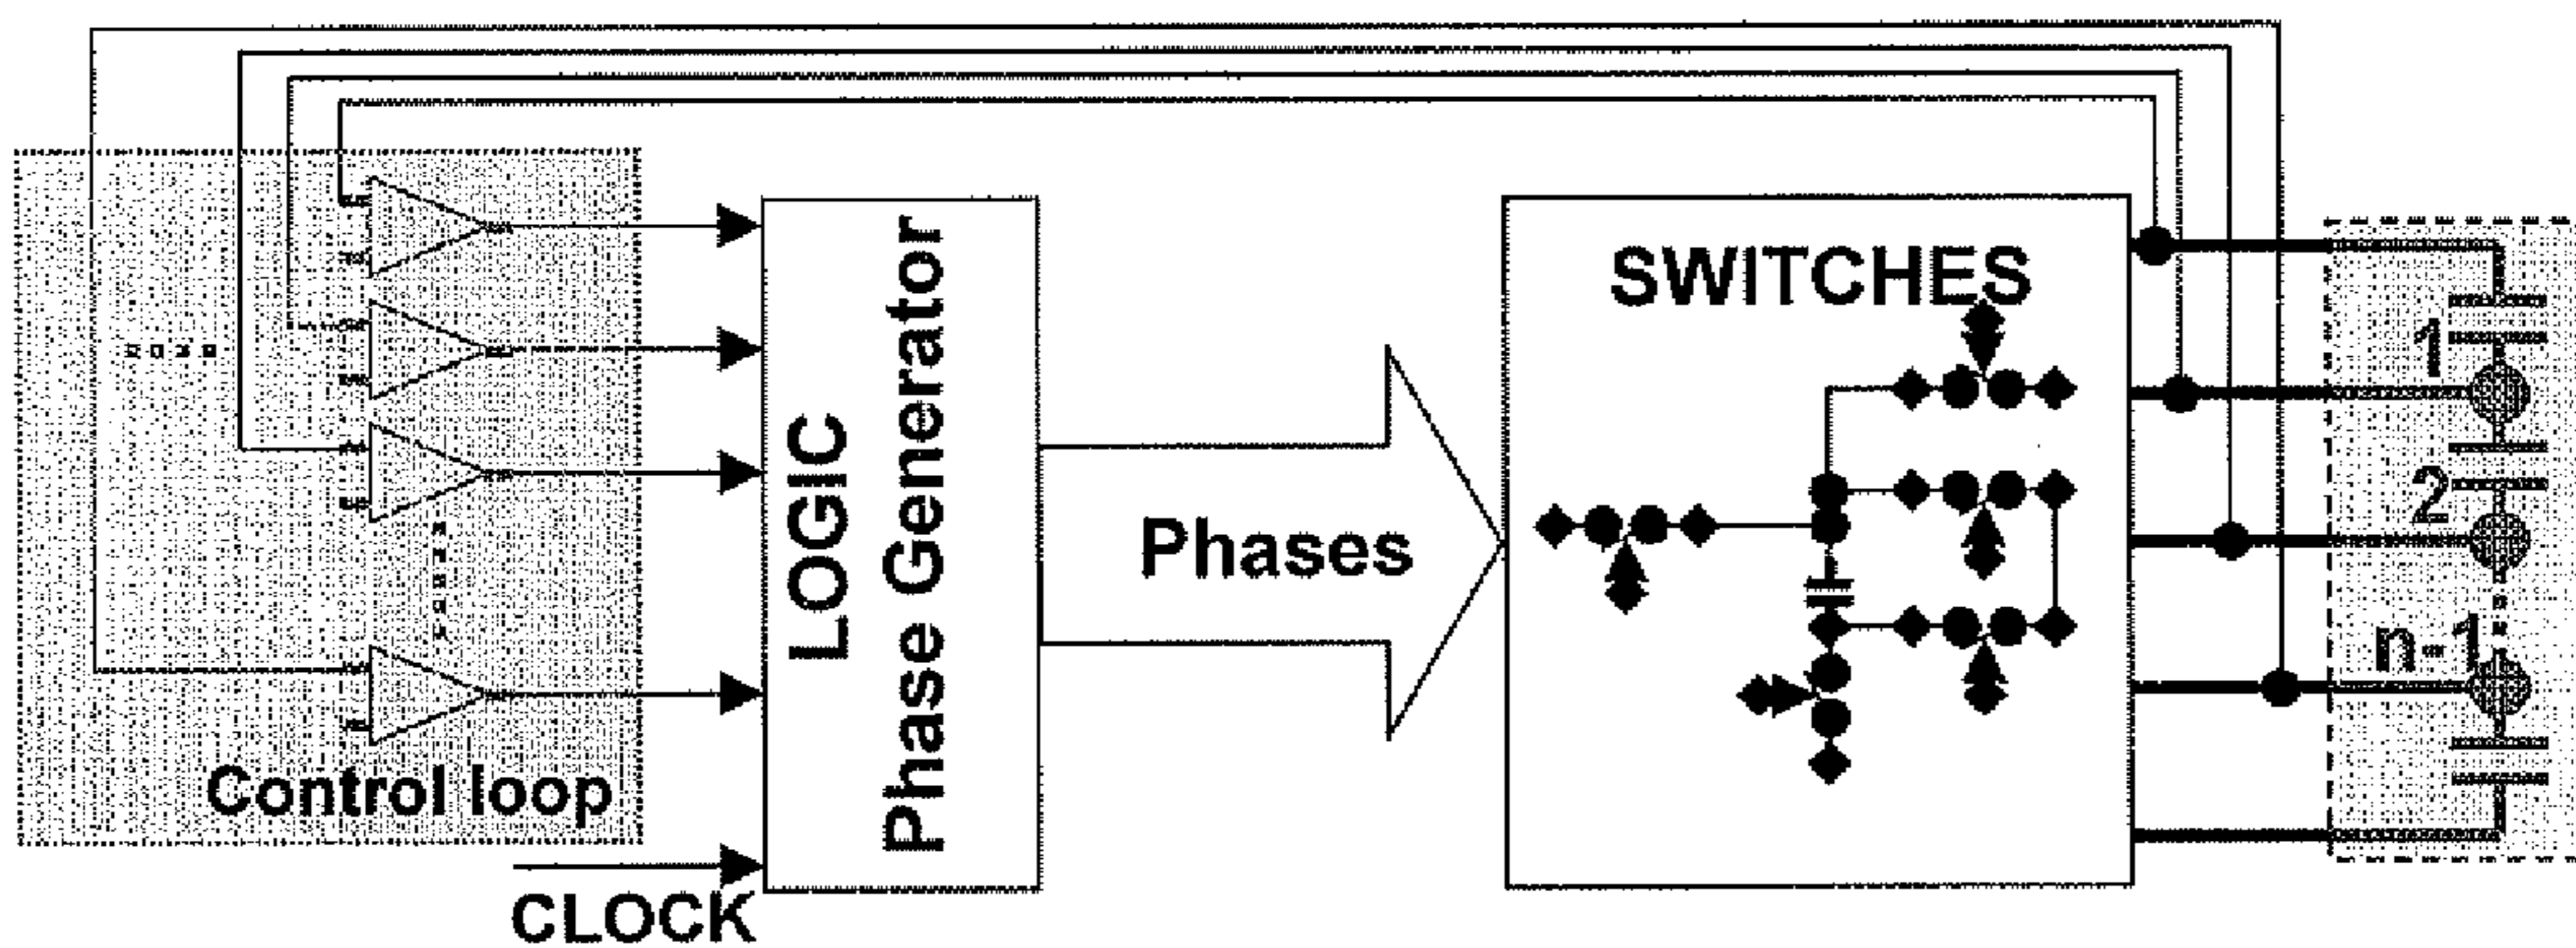 Control loop
CLOCK
LOGIC
Phase Generator
Phases
SWITCHES
1
2
n-1